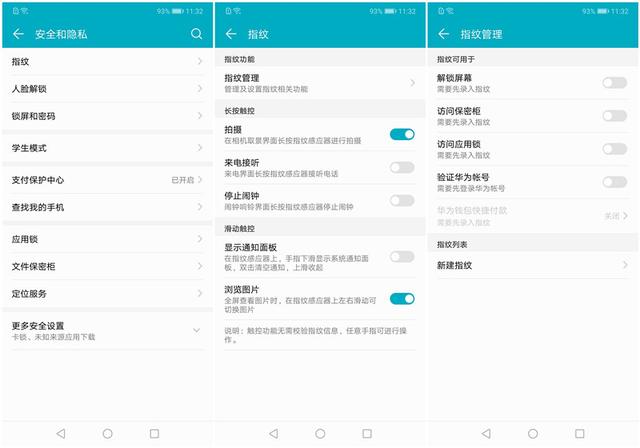 93% 11:32
安全和隐私
指纹
人脸解锁
锁屏和密码
学生模式
支付保护中心 已开启
查找我的手机
应用锁
文件保密柜
定位服务
更多安全设置
卡锁、未知来源应用下载
93% 11:32
指纹
指纹功能
指纹管理
管理及设置指纹相关功能
长按触控
拍摄
在相机取景界面长按指纹感应器进行拍摄
来电接听
来电界面长按指纹感应器接听电话
停止闹钟
闹钟响铃界面长按指纹感应器停止闹钟
滑动触控
显示通知面板
在指纹感应器上，手指下滑显示系统通知面
板，双击清空通知，上滑收起
浏览图片
全屏查看图片时，在指纹感应器上左右滑动可
切换图片
说明：触控功能无需校验指纹信息，任意手指可进行操
作。
93% 11:32
指纹管理
指纹可用于
解锁屏幕
需要先录入指纹
访问保密柜
需要先录入指纹
访问应用锁
需要先录入指纹
验证华为帐号
需要先登录华为帐号
华为钱包快捷付款 关闭
需要先录入指纹
指纹列表
新建指纹